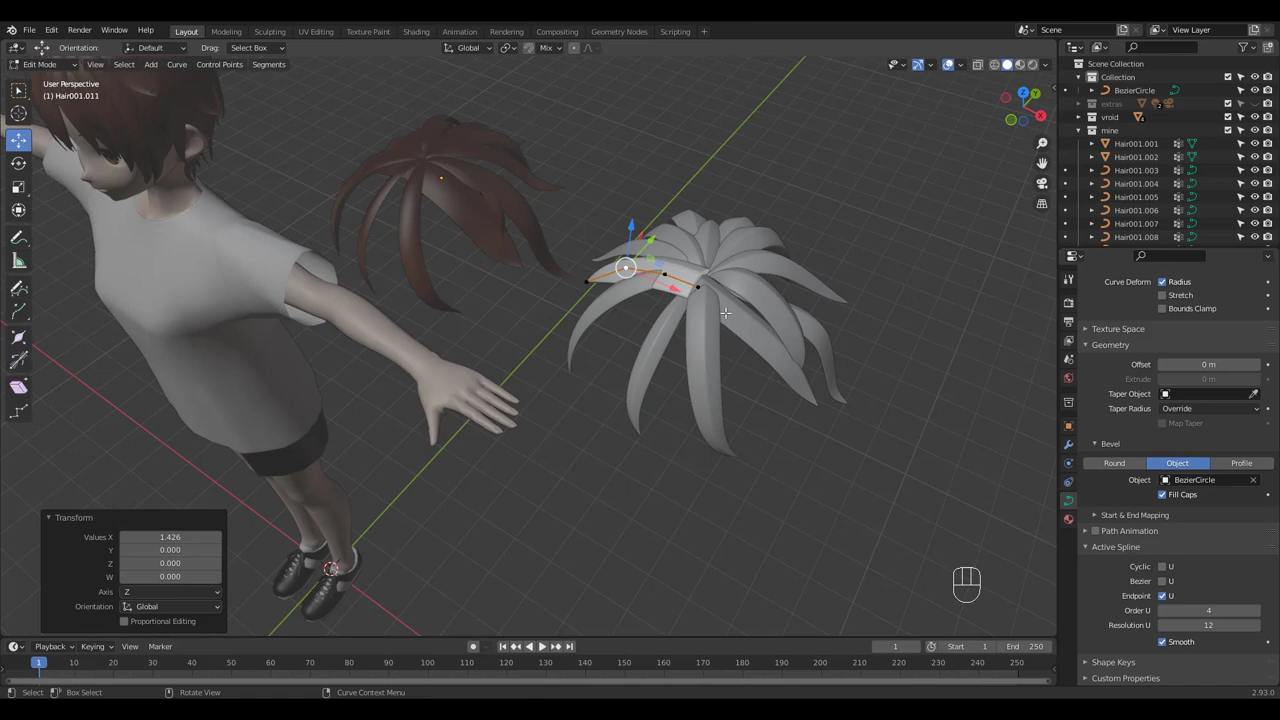 File Edit Render Window Help Layout Modeling Sculpting UV Editing Texture Paint Shading Animation Rendering Compositing Geometry Nodes Scripting + Scene View Layer
Orientation: Default Drag: Select Box Global Mix
Edit Mode View Select Add Curve Control Points Segments
User Perspective
(1) Hair001.011
Z
Y
X
Scene Collection
Collection
BezierCircle
extras 2
vroid
mine
Hair001.001
Hair001.002
Hair001.003
Hair001.004
Hair001.005
Hair001.006
Hair001.007
Hair001.008
Curve Deform Radius
Stretch
Bounds Clamp
Texture Space
Geometry
Offset 0 m
Extrude 0 m
Taper Object
Taper Radius Override
Map Taper
Bevel
Round Object Profile
Object BezierCircle
Fill Caps
Start & End Mapping
Path Animation
Active Spline
Cyclic U
Bezier U
Endpoint U
Order U 4
Resolution U 12
Smooth
Shape Keys
Custom Properties
Transform
Values X 1.426
Y 0.000
Z 0.000
W 0.000
Axis Z
Orientation Global
Proportional Editing
Playback Keying View Marker 1 Start 1 End 250
1 10 20 30 40 50 60 70 80 90 100 110 120 130 140 150 160 170 180 190 200 210 220 230 240 250
Select Box Select Rotate View Curve Context Menu 2.93.0